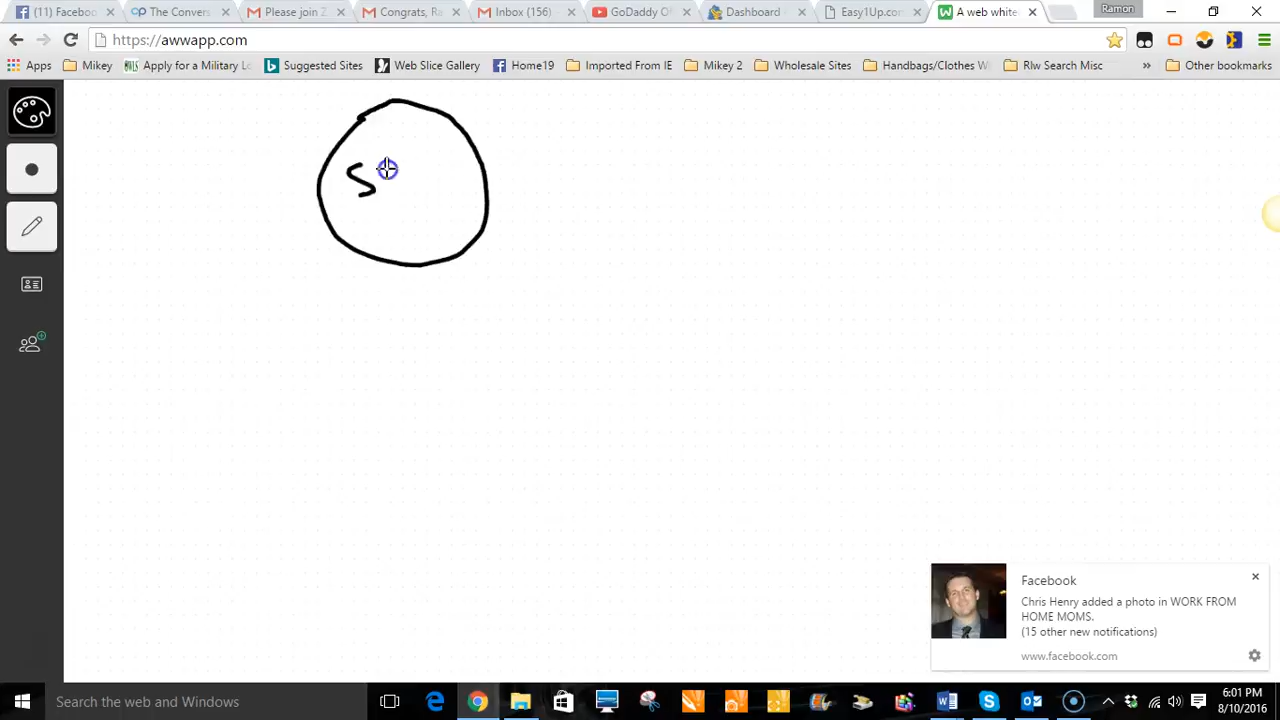 (11) Faceboo
The Convers
Please join Z
Congrats, Ra
Inbox (156)
GoDaddy O
Dashboard
Easy1Up.com
A web white
Ramon
https://awwapp.com
Apps
Mikey
Apply for a Military Lo
Suggested Sites
Web Slice Gallery
Home19
Imported From IE
Mikey 2
Wholesale Sites
Handbags/Clothes W
Rlw Search Misc
»
Other bookmarks
S
Facebook
Chris Henry added a photo in WORK FROM
HOME MOMS.
(15 other new notifications)
www.facebook.com
Search the web and Windows
6:01 PM
8/10/2016